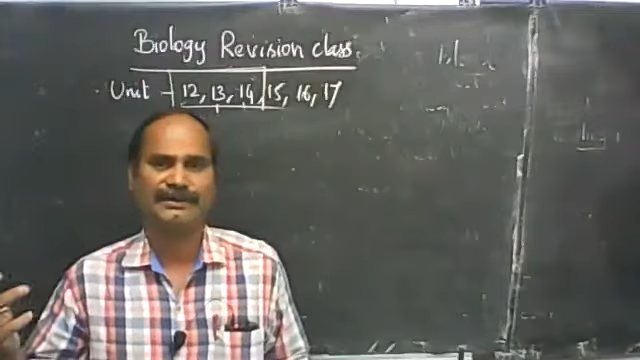 Biology Revision class
Unit - 12, 13, 14, 15, 16, 17